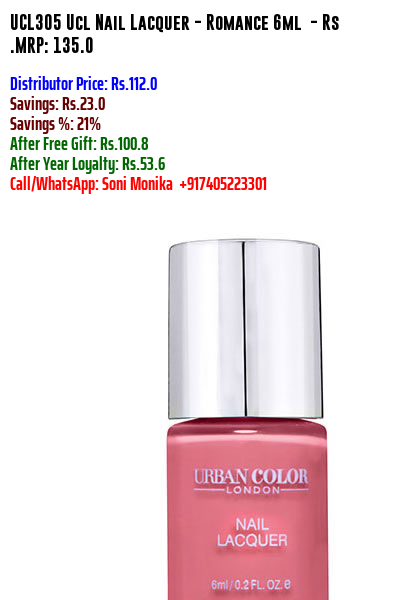 UCL305 Ucl Nail Lacquer - Romance 6ml - Rs
.MRP: 135.0
Distributor Price: Rs.112.0
Savings: Rs.23.0
Savings %: 21%
After Free Gift: Rs.100.8
After Year Loyalty: Rs.53.6
Call/WhatsApp: Soni Monika +917405223301
URBAN COLOR
LONDON
NAIL
LACQUER
6ml / 0.2 FL. OZ. e